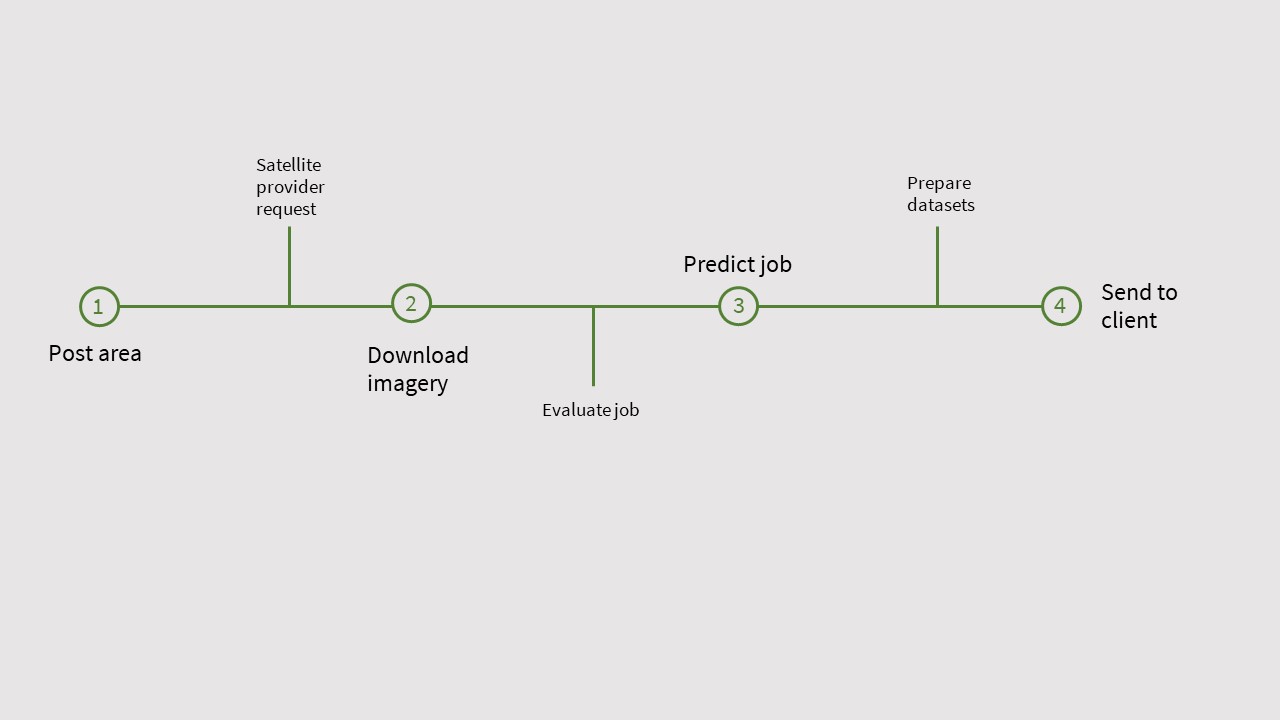 Satellite
provider
request
Prepare
datasets
Predict job
1
2
3
4
Send to
client
Post area
Download
imagery
Evaluate job